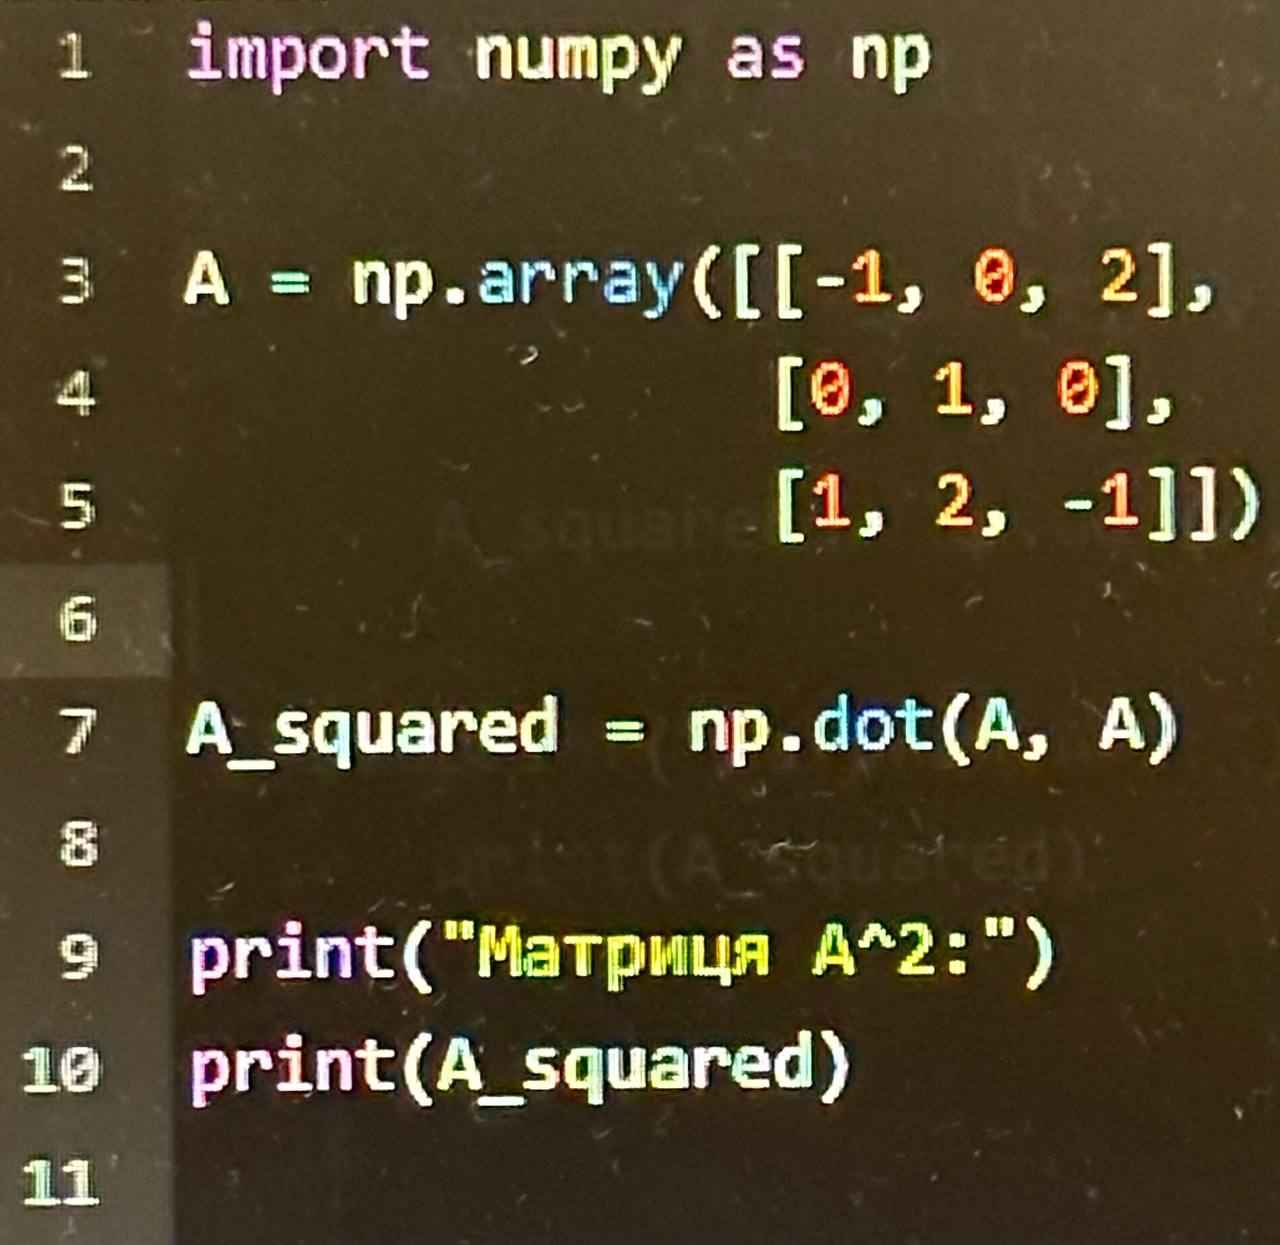 1 import numpy as np
2
3 A = np.array([[-1, 0, 2],
4 [0, 1, 0],
5 [1, 2, -1]])
6
7 A_squared = np.dot(A, A)
8
9 print("Матриця A^2:")
10 print(A_squared)
11